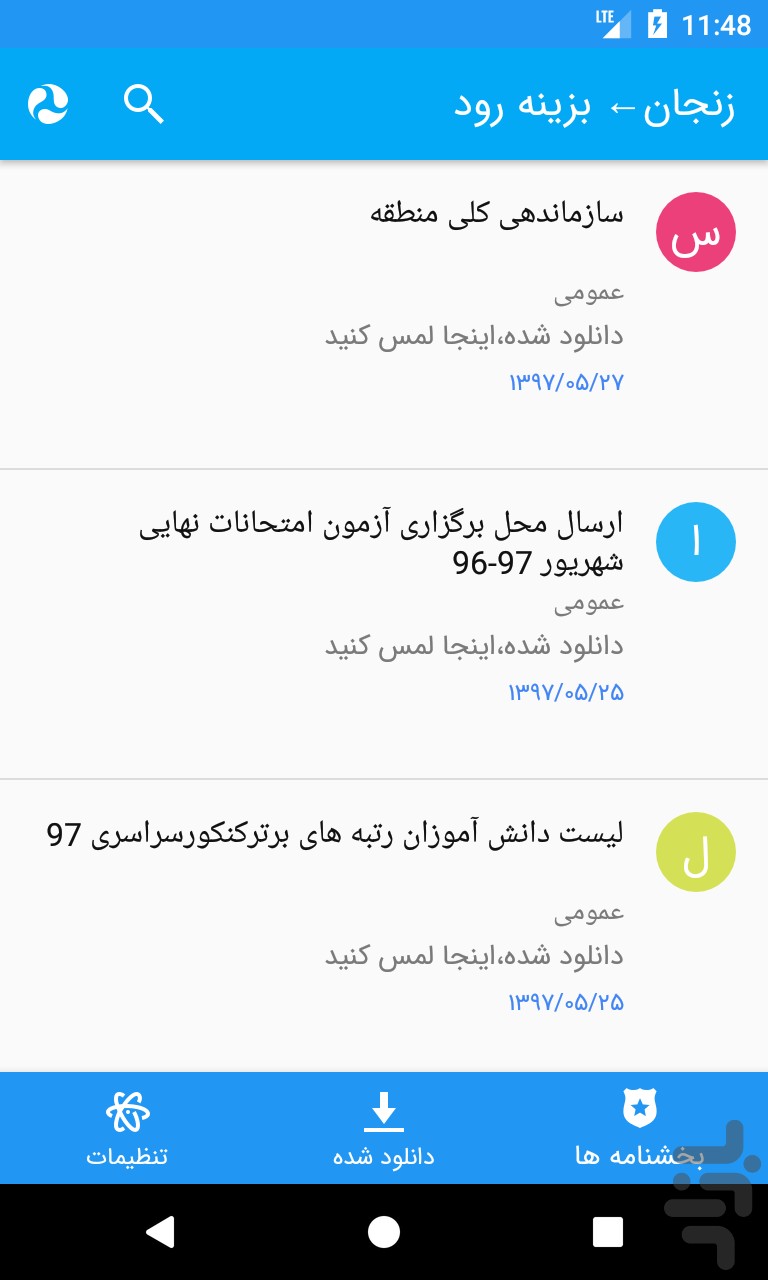 LTE 11:48
زنجان← بزینه رود
س
سازماندهی کلی منطقه
عمومی
دانلود شده،اینجا لمس کنید
۱۳۹۷/۰۵/۲۷
ا
ارسال محل برگزاری آزمون امتحانات نهایی
شهریور 97-96
عمومی
دانلود شده،اینجا لمس کنید
۱۳۹۷/۰۵/۲۵
ل
لیست دانش آموزان رتبه های برترکنکورسراسری 97
عمومی
دانلود شده،اینجا لمس کنید
۱۳۹۷/۰۵/۲۵
بخشنامه ها
دانلود شده
تنظیمات
بازار